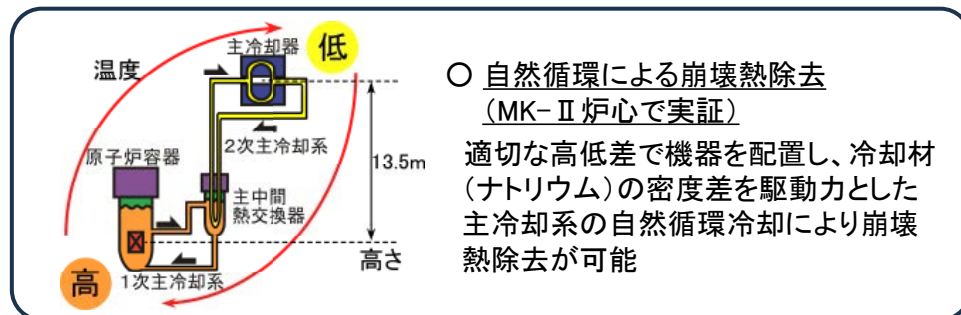 温度
主冷却器
低
原子炉容器
2次主冷却系
13.5m
主中間
熱交換器
高さ
高
1次主冷却系
○ 自然循環による崩壊熱除去
(MK-Ⅱ炉心で実証)
適切な高低差で機器を配置し、冷却材
(ナトリウム)の密度差を駆動力とした
主冷却系の自然循環冷却により崩壊
熱除去が可能